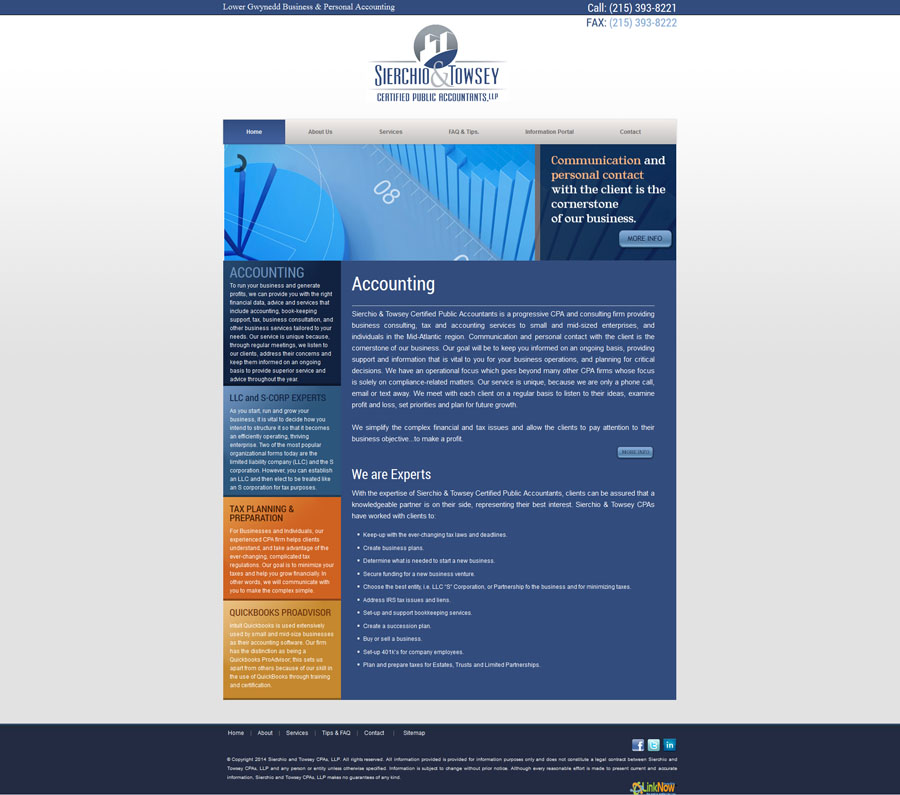 Lower Gwynedd Business & Personal Accounting
Call: (215) 393-8221
FAX: (215) 393-8222
SIERCHIO & TOWSEY
CERTIFIED PUBLIC ACCOUNTANTS, LLP
Home
About Us
Services
FAQ & Tips.
Information Portal
Contact
08
Communication and
personal contact
with the client is the
cornerstone
of our business.
MORE INFO
ACCOUNTING
To run your business and generate
profits, we can provide you with the right
financial data, advice and services that
include accounting, book-keeping
support, tax, business consultation, and
other business services tailored to your
needs. Our service is unique because,
through regular meetings, we listen to
our clients, address their concerns and
keep them informed on an ongoing
basis to provide superior service and
advice throughout the year.
LLC and S-CORP EXPERTS
As you start, run and grow your
business, it is vital to decide how you
intend to structure it so that it becomes
an efficiently operating, thriving
enterprise. Two of the most popular
organizational forms today are the
limited liability company (LLC) and the S
corporation. However, you can establish
an LLC and then elect to be treated like
an S corporation for tax purposes.
TAX PLANNING &
PREPARATION
For Businesses and Individuals, our
experienced CPA firm helps clients
understand, and take advantage of the
ever-changing, complicated tax
regulations. Our goal is to minimize your
taxes and help you grow financially. In
other words, we will communicate with
you to make the complex simple.
QUICKBOOKS PROADVISOR
Intuit Quickbooks is used extensively
used by small and mid-size businesses
as their accounting software. Our firm
has the distinction as being a
Quickbooks ProAdvisor; this sets us
apart from others because of our skill in
the use of QuickBooks through training
and certification.
Accounting
Sierchio & Towsey Certified Public Accountants is a progressive CPA and consulting firm providing
business consulting, tax and accounting services to small and mid-sized enterprises, and
individuals in the Mid-Atlantic region. Communication and personal contact with the client is the
cornerstone of our business. Our goal will be to keep you informed on an ongoing basis, providing
support and information that is vital to you for your business operations, and planning for critical
decisions. We have an operational focus which goes beyond many other CPA firms whose focus
is solely on compliance-related matters. Our service is unique, because we are only a phone call,
email or text away. We meet with each client on a regular basis to listen to their ideas, examine
profit and loss, set priorities and plan for future growth.
We simplify the complex financial and tax issues and allow the clients to pay attention to their
business objective...to make a profit.
MORE INFO
We are Experts
With the expertise of Sierchio & Towsey Certified Public Accountants, clients can be assured that a
knowledgeable partner is on their side, representing their best interest. Sierchio & Towsey CPAs
have worked with clients to:
• Keep-up with the ever-changing tax laws and deadlines.
• Create business plans.
• Determine what is needed to start a new business.
• Secure funding for a new business venture.
• Choose the best entity, i.e. LLC "S" Corporation, or Partnership fo the business and for minimizing taxes.
• Address IRS tax issues and liens.
• Set-up and support bookkeeping services.
• Create a succession plan.
• Buy or sell a business.
• Set-up 401k's for company employees.
• Plan and prepare taxes for Estates, Trusts and Limited Partnerships.
Home | About | Services | Tips & FAQ | Contact | Sitemap
© Copyright 2014 Sierchio and Towsey CPAs, LLP. All rights reserved. All information provided is provided for information purposes only and does not constitute a legal contract between Sierchio and
Towsey CPAs, LLP and any person or entity unless otherwise specified. Information is subject to change without prior notice. Although every reasonable effort is made to present current and accurate
information, Sierchio and Towsey CPAs, LLP makes no guarantees of any kind.
LinkNow